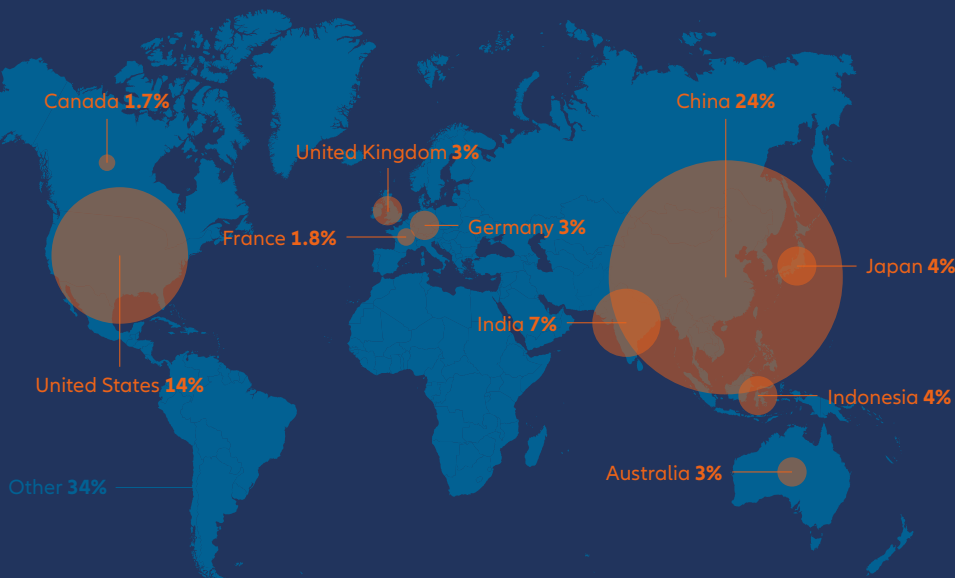 Canada 1.7%
China 24%
United Kingdom 3%
Germany 3%
France 1.8%
Japan 4%
India 7%
United States 14%
Indonesia 4%
Australia 3%
Other 34%